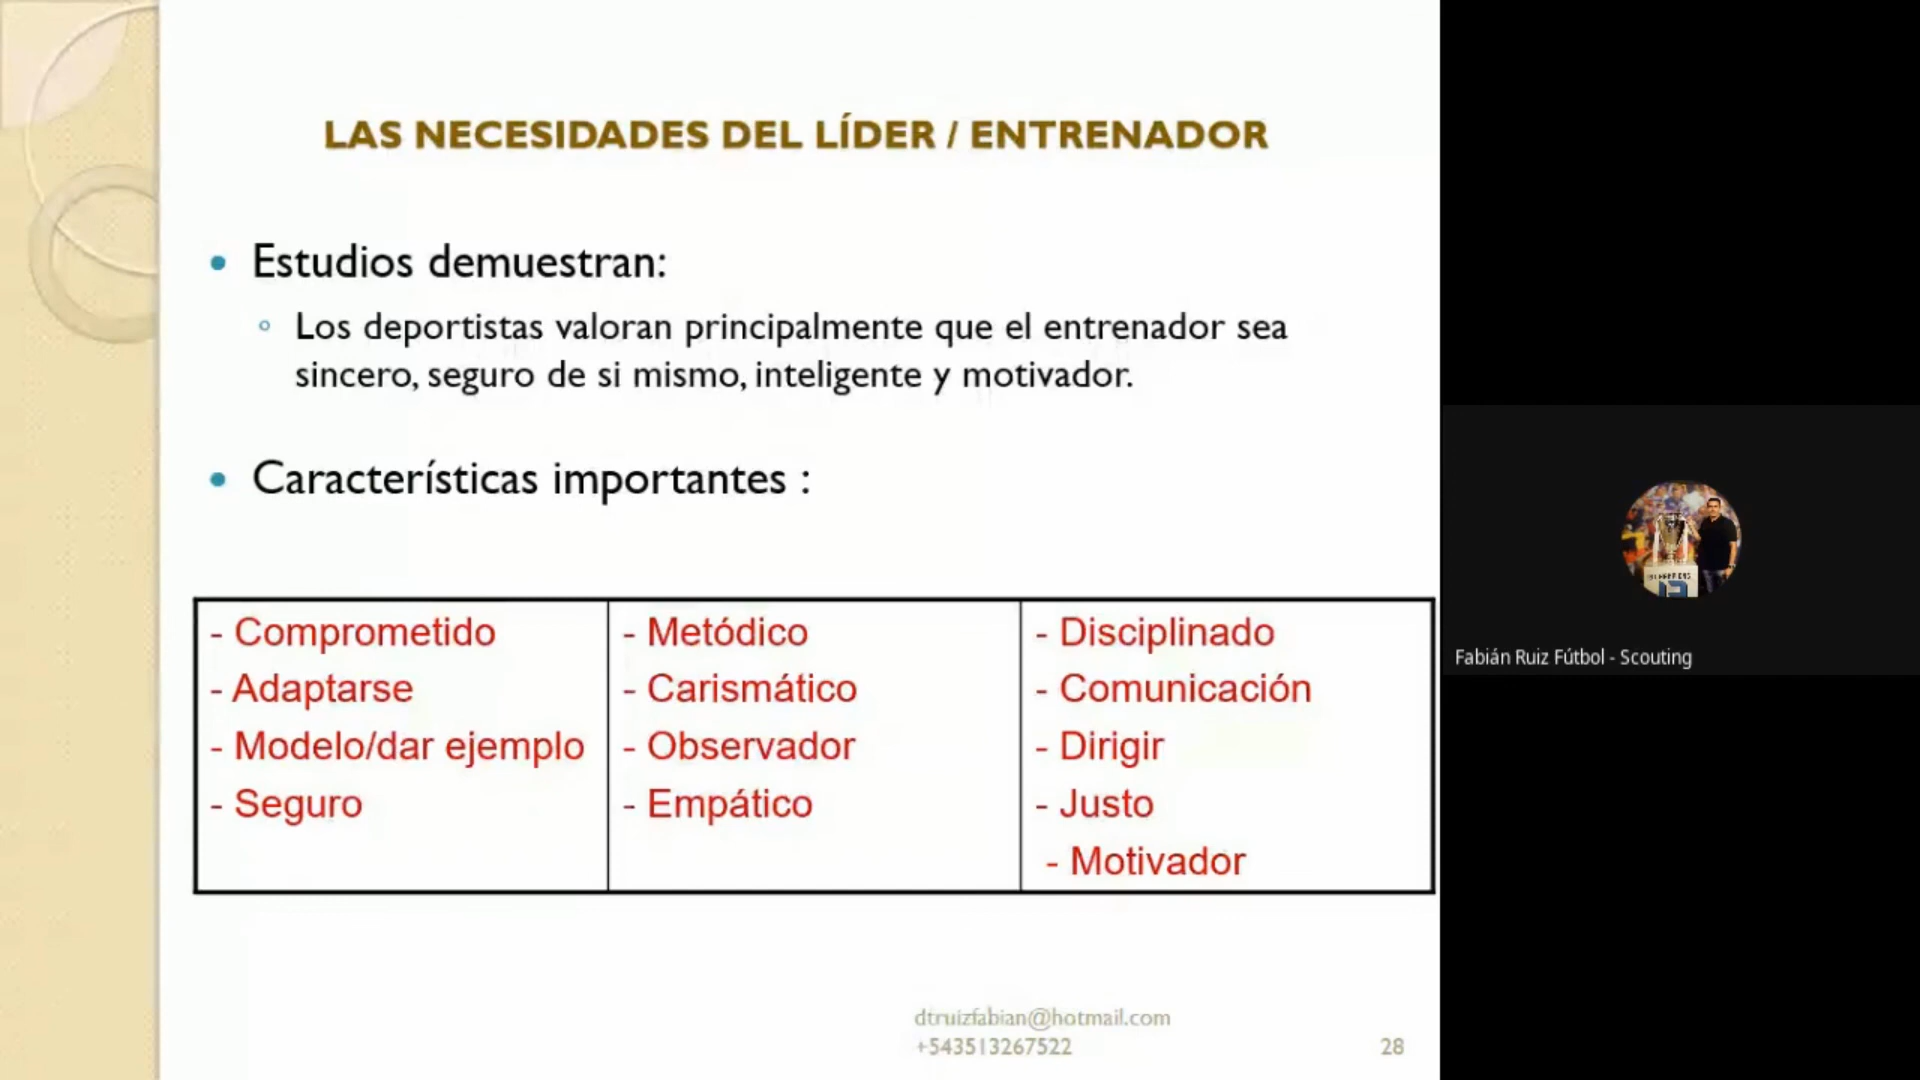 LAS NECESIDADES DEL LÍDER / ENTRENADOR
Estudios demuestran:
Los deportistas valoran principalmente que el entrenador sea
sincero, seguro de si mismo, inteligente y motivador.
Características importantes :
- Comprometido
- Adaptarse
- Modelo/dar ejemplo
- Seguro
- Metódico
- Carismático
- Observador
- Empático
- Disciplinado
- Comunicación
- Dirigir
- Justo
- Motivador
dtruizfabian@hotmail.com
+543513267522
28
Fabián Ruiz Fútbol - Scouting